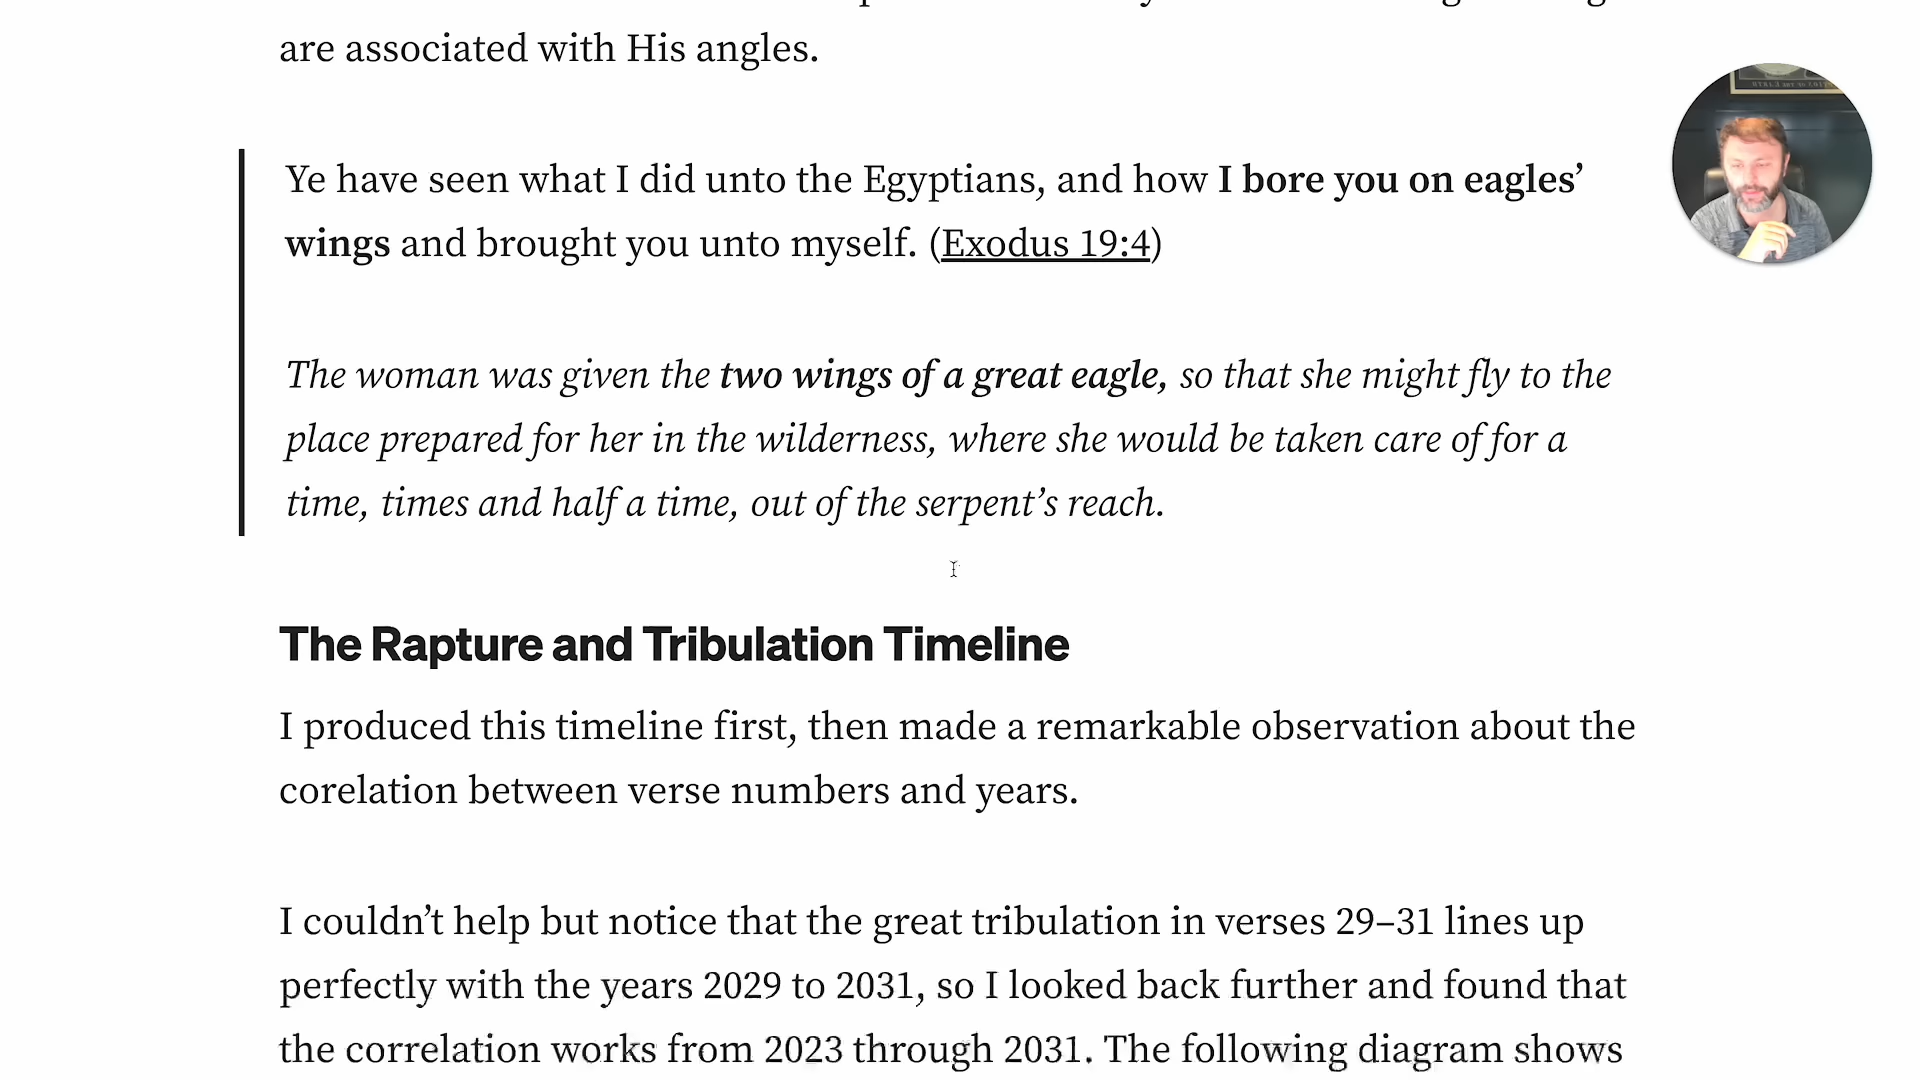 are associated with His angles.
Ye have seen what I did unto the Egyptians, and how I bore you on eagles’
wings and brought you unto myself. (Exodus 19:4)
The woman was given the two wings of a great eagle, so that she might fly to the
place prepared for her in the wilderness, where she would be taken care of for a
time, times and half a time, out of the serpent’s reach.
The Rapture and Tribulation Timeline
I produced this timeline first, then made a remarkable observation about the
corelation between verse numbers and years.
I couldn’t help but notice that the great tribulation in verses 29–31 lines up
perfectly with the years 2029 to 2031, so I looked back further and found that
the correlation works from 2023 through 2031. The following diagram shows